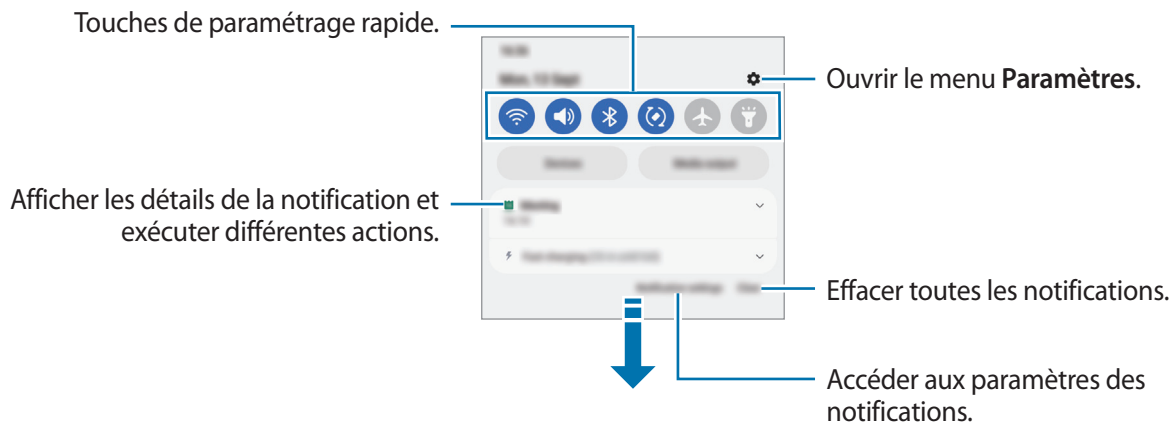 Touches de paramétrage rapide.
Ouvrir le menu Paramètres.
Afficher les détails de la notification et
exécuter différentes actions.
Effacer toutes les notifications.
Accéder aux paramètres des
notifications.